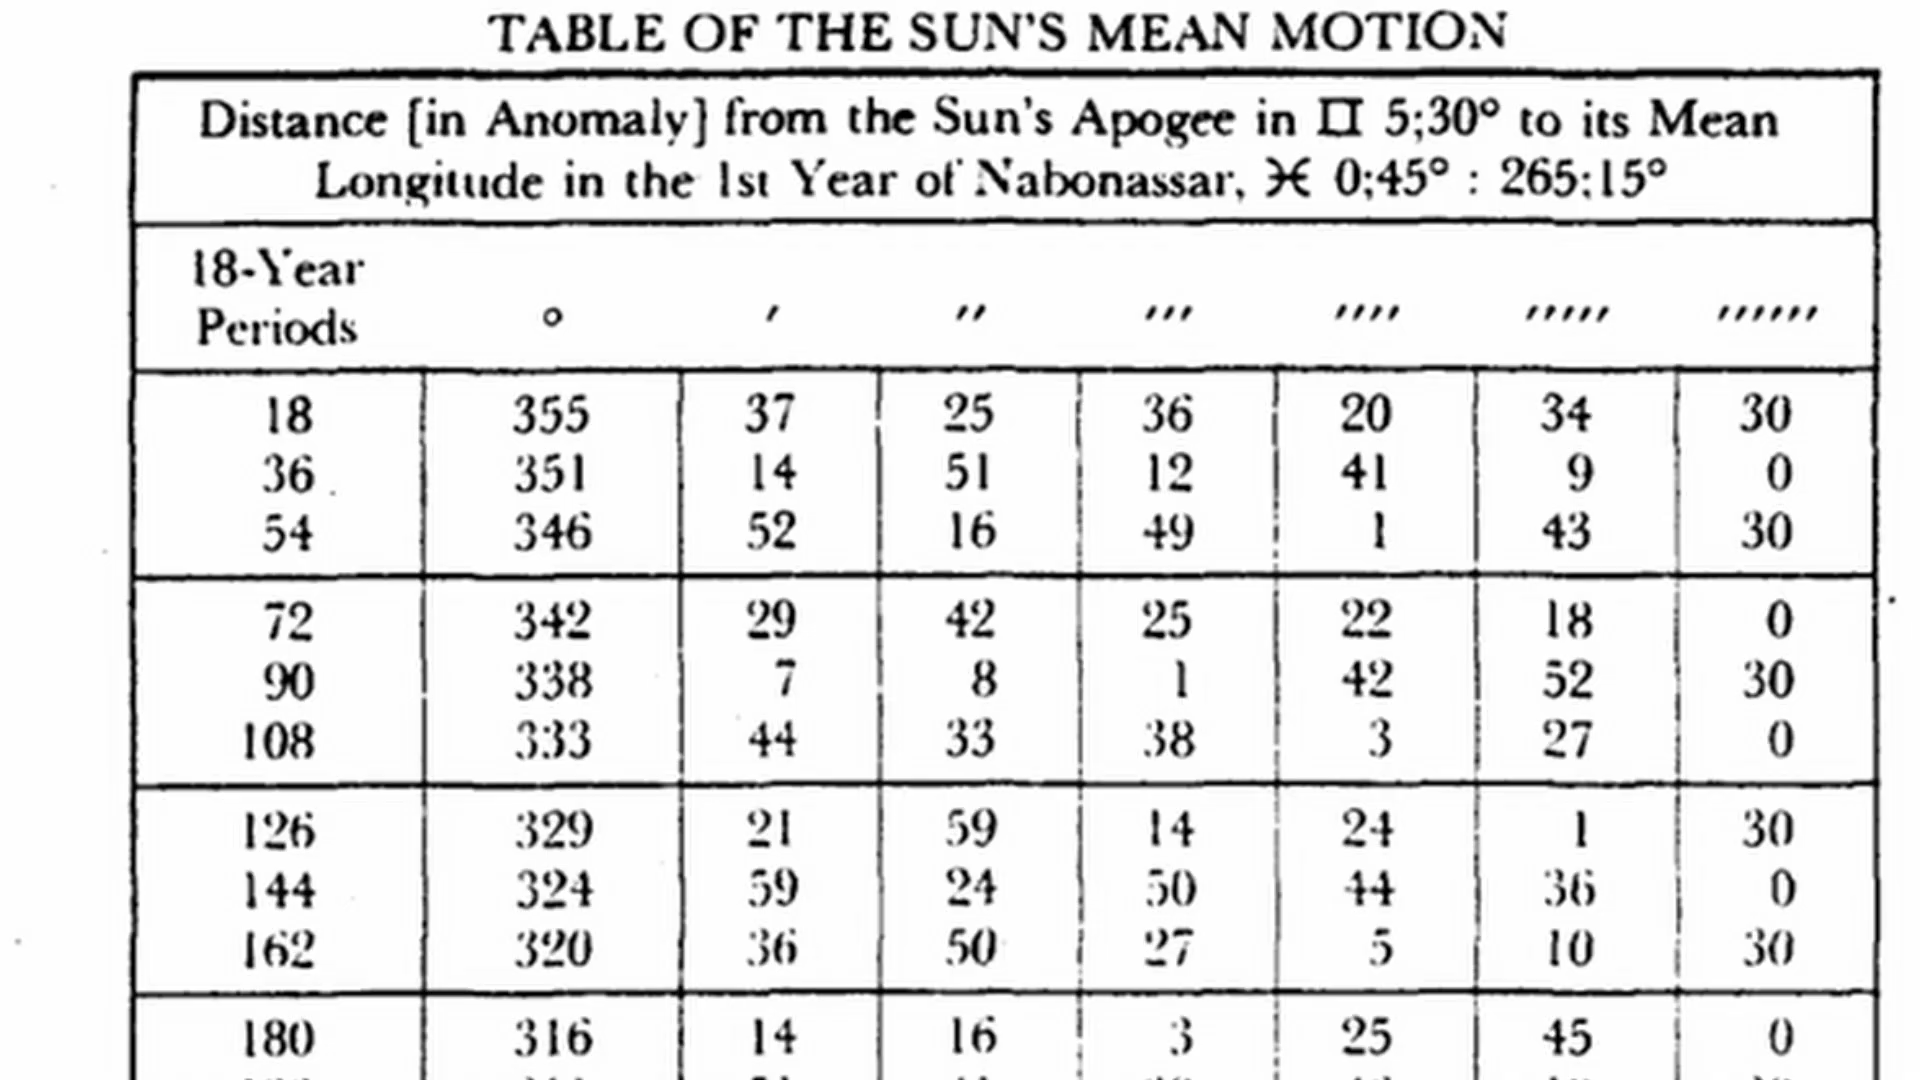 TABLE OF THE SUN'S MEAN MOTION
Distance [in Anomaly] from the Sun's Apogee in ♊ 5;30° to its Mean
Longitude in the 1st Year of Nabonassar, ♓ 0;45° : 265;15°
18-Year
Periods ° ′ ′′ ′′′ ′′′′ ′′′′′ ′′′′′′
18 355 37 25 36 20 34 30
36 351 14 51 12 41 9 0
54 346 52 16 49 1 43 30
72 342 29 42 25 22 18 0
90 338 7 8 1 42 52 30
108 333 44 33 38 3 27 0
126 329 21 59 14 24 1 30
144 324 59 24 50 44 36 0
162 320 36 50 27 5 10 30
180 316 14 16 3 25 45 0